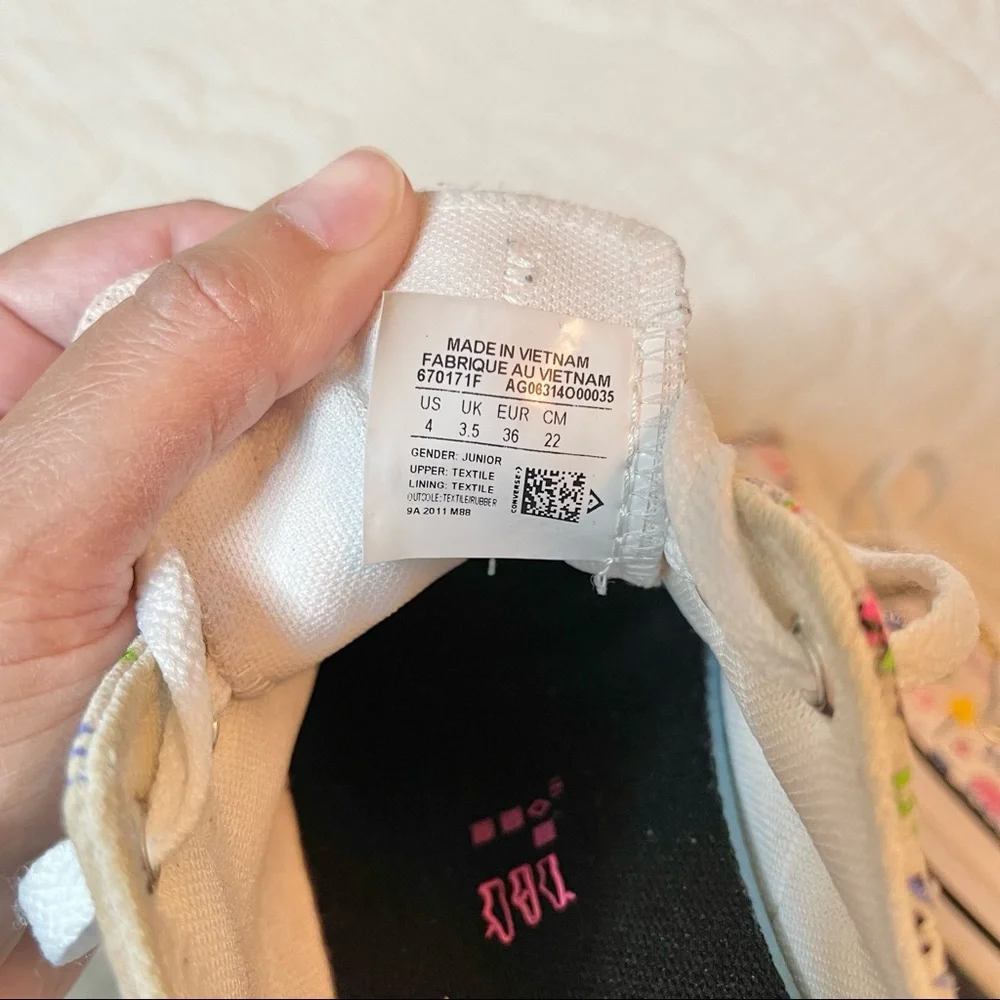 MADE IN VIETNAM
FABRIQUE AU VIETNAM
670171F AG06314O00035
US UK EUR CM
4 3.5 36 22
GENDER: JUNIOR
UPPER: TEXTILE
LINING: TEXTILE
OUTSOLE: TEXTILE/RUBBER
9A 2011 M88
CONVERSE